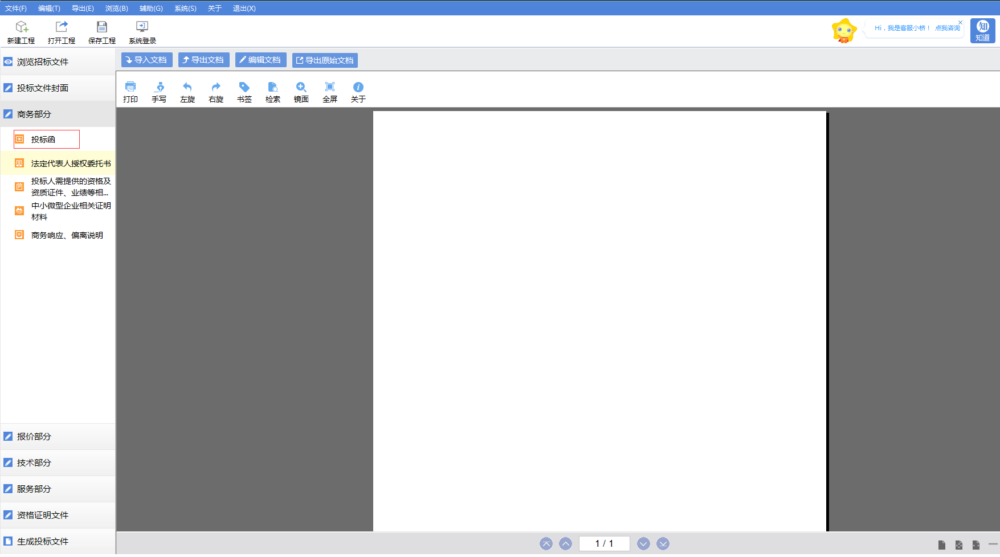 文件(F) 编辑(T) 导出(E) 浏览(B) 辅助(G) 系统(S) 关于 退出(X)
新建工程 打开工程 保存工程 系统登录
Hi，我是客服小桥！ 点我咨询
知
知道
浏览招标文件
投标文件封面
商务部分
投标函
法定代表人授权委托书
投标人需提供的资格及
资质证件、业绩等相...
中小微型企业相关证明
材料
商务响应、偏离说明
报价部分
技术部分
服务部分
资格证明文件
生成投标文件
导入文档 导出文档 编辑文档 导出原始文档
打印 手写 左旋 右旋 书签 检索 镜面 全屏 关于
1 / 1